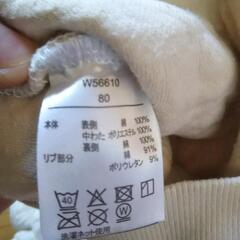 W56610
80
本体 表側 綿 100%
中わた ポリエステル 100%
裏側 綿 100%
リブ部分 綿 91%
ポリウレタン 9%
40
W
洗濯ネット使用